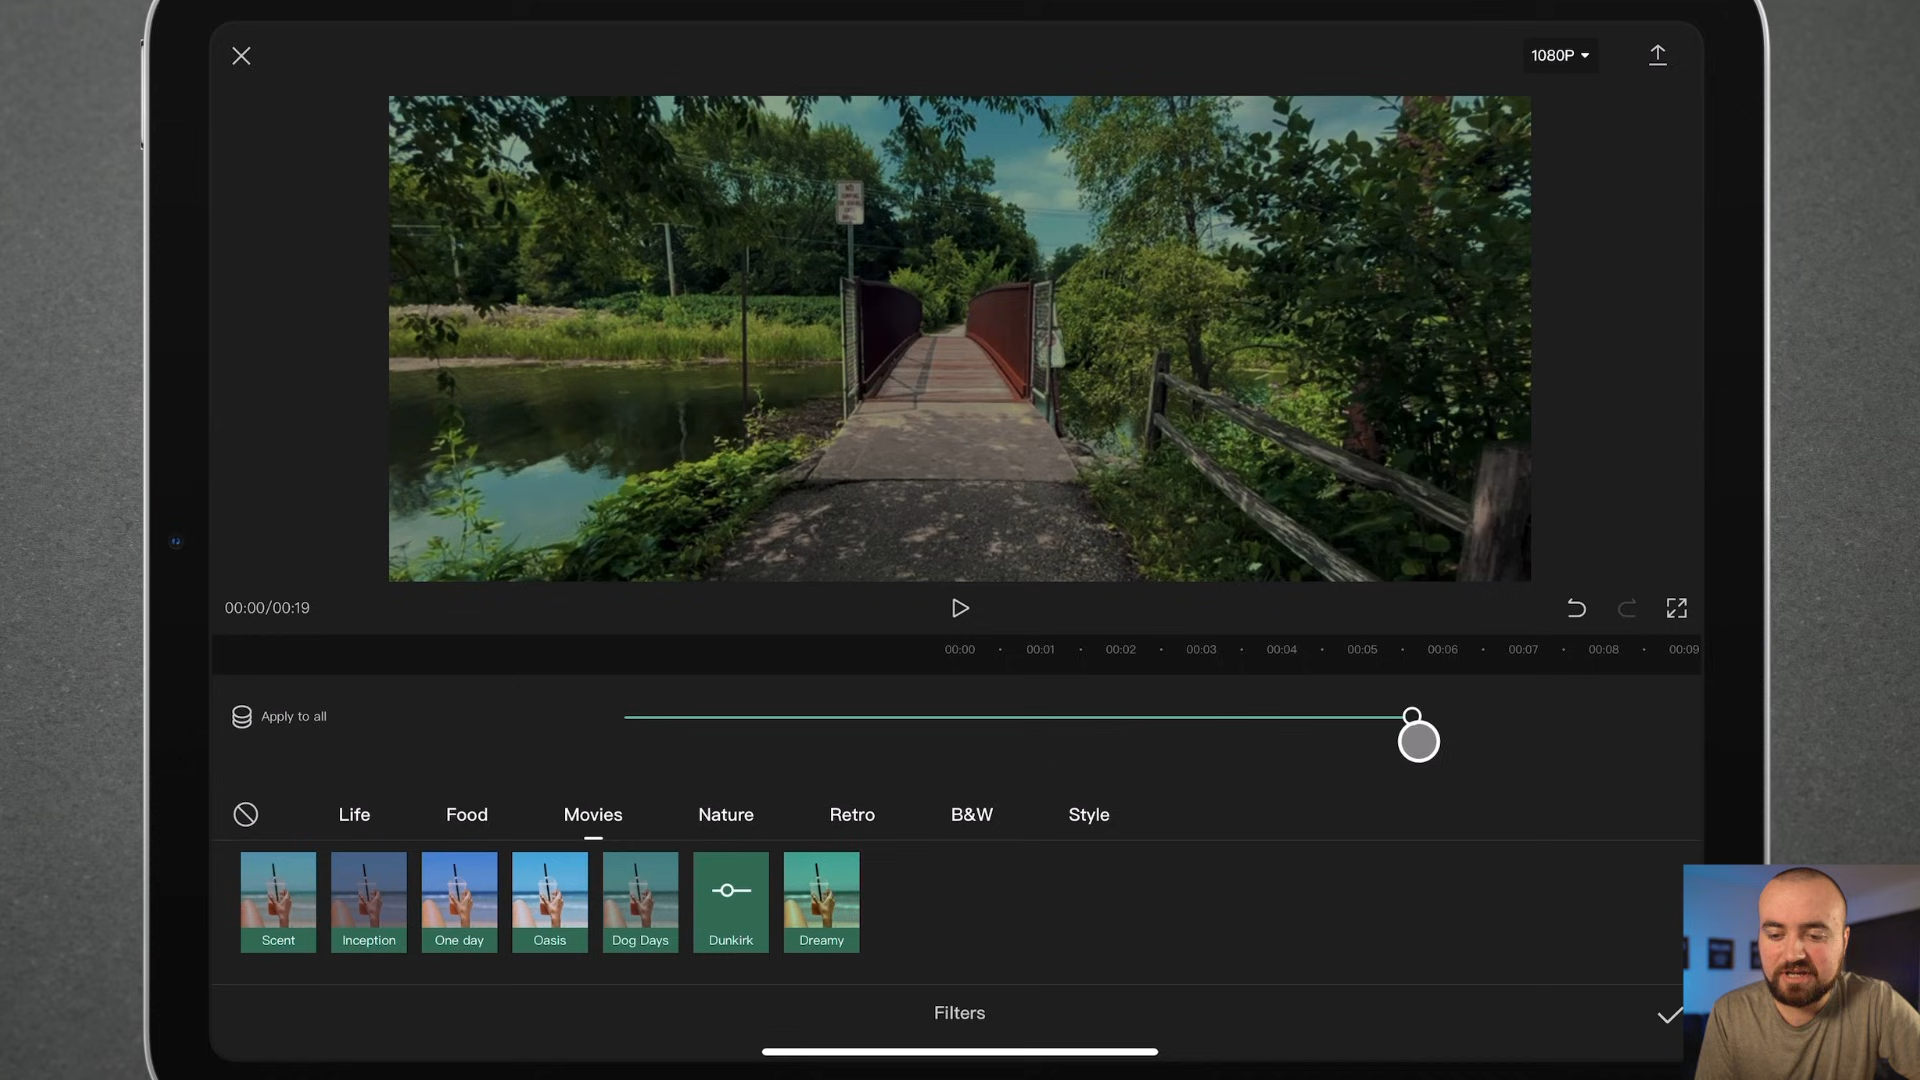 1080P
NO
00:00/00:19
00:00 00:01 00:02 00:03 00:04 00:05 00:06 00:07 00:08 00:09
Apply to all
Life Food Movies Nature Retro B&W Style
Scent Inception One day Oasis Dog Days Dunkirk Dreamy
Filters